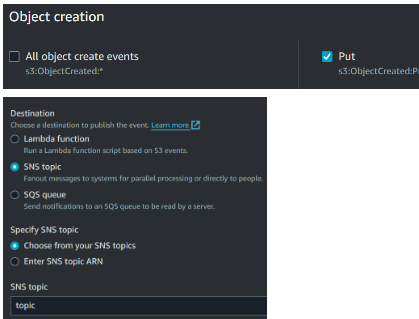 Object creation
All object create events
s3:ObjectCreated:*
Put
s3:ObjectCreated:P
Destination
Choose a destination to publish the event. Learn more
Lambda function
Run a Lambda function script based on S3 events.
SNS topic
Fanout messages to systems for parallel processing or directly to people.
SQS queue
Send notifications to an SQS queue to be read by a server.
Specify SNS topic
Choose from your SNS topics
Enter SNS topic ARN
SNS topic
topic